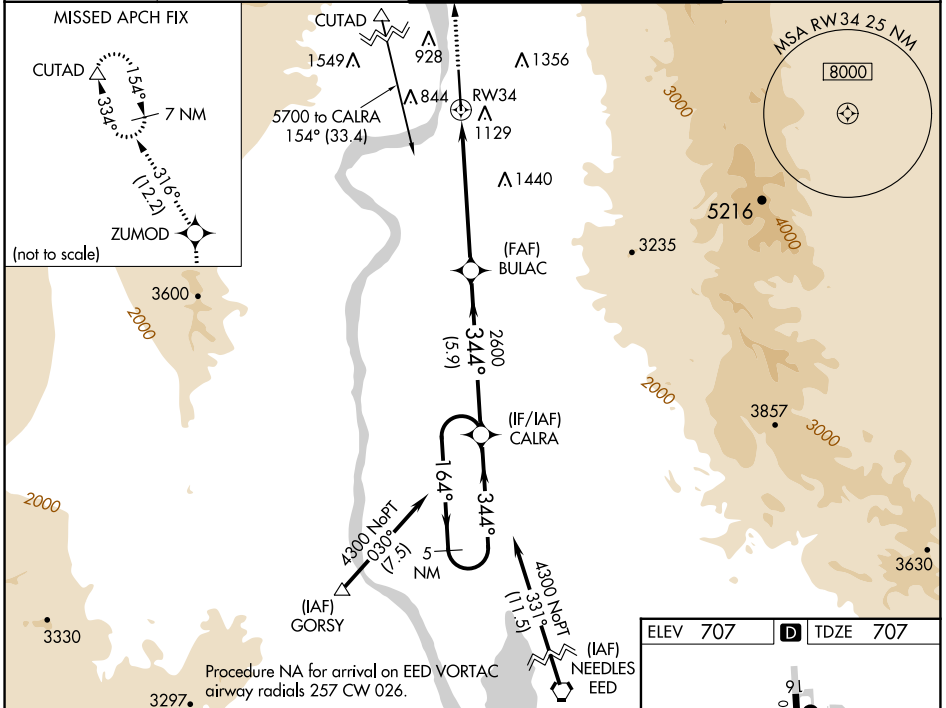 MISSED APCH FIX
CUTAD
154°
334°
7 NM
316°
(12.2)
ZUMOD
(not to scale)
CUTAD
1549
928
844
5700 to CALRA
154° (33.4)
1356
RW34
1129
1440
MSA RW34 25 NM
8000
3000
5216
4000
3235
(FAF)
BULAC
3600
2000
2600
344°
(5.9)
2000
3857
3000
(IF/IAF)
CALRA
164°
344°
2000
4300 NoPT
030°
(7.5)
5
NM
4300 NoPT
331°
(11.5)
3630
(IAF)
GORSY
3330
(IAF)
NEEDLES
EED
Procedure NA for arrival on EED VORTAC
airway radials 257 CW 026.
3297
ELEV 707
D
TDZE 707
16